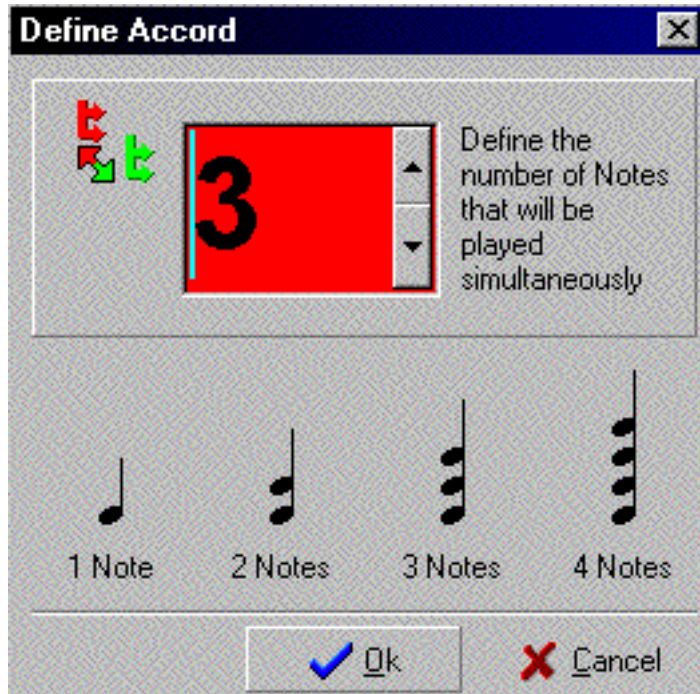 Define Accord
3
Define the
number of Notes
that will be
played
simultaneously
1 Note 2 Notes 3 Notes 4 Notes
Ok Cancel